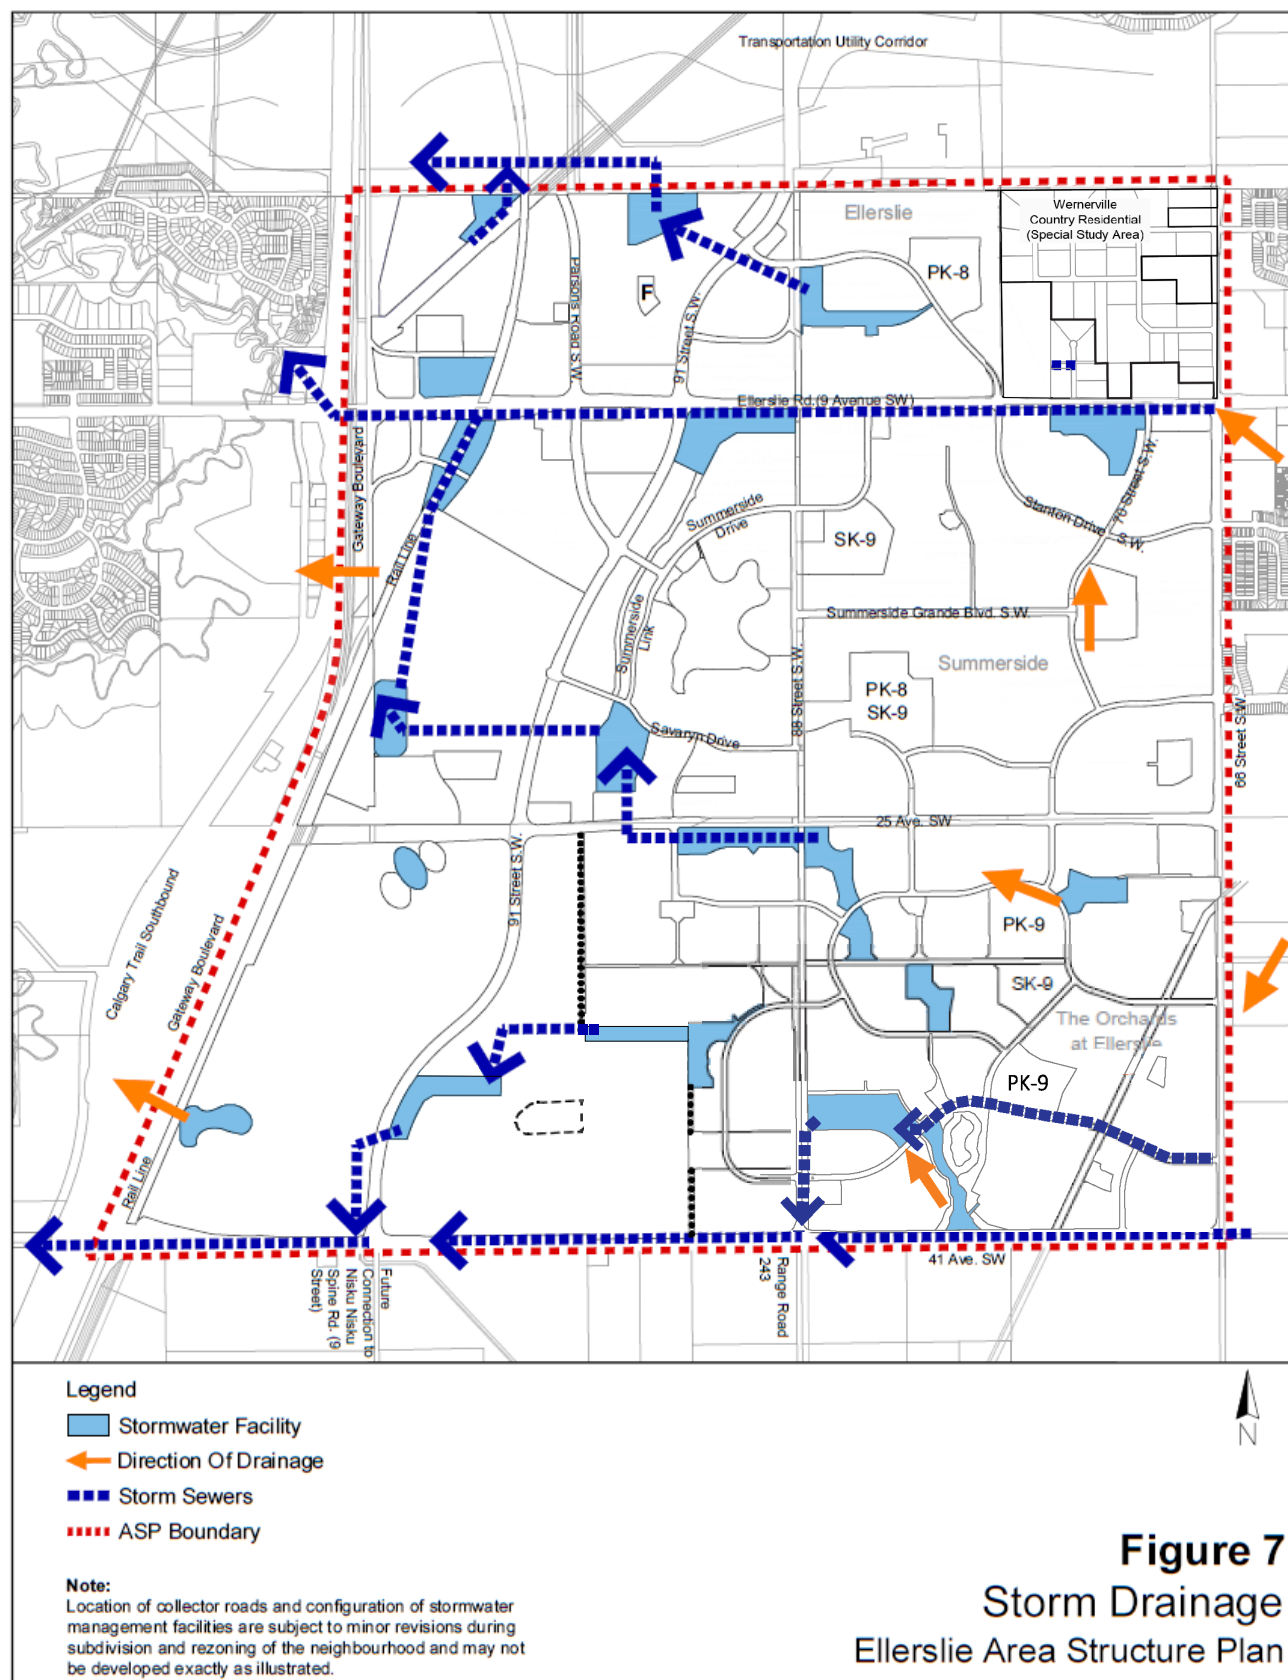 Transportation Utility Corridor
Wernerville
Country Residential
(Special Study Area)
Ellerslie
PK-8
F
Parsons Road S.W.
91 Street S.W.
Ellerslie Rd.(9 Avenue SW)
Gateway Boulevard
Rail Line
Summerside
Drive
SK-9
Stanton Drive S.W.
70 Street S.W.
Summerside
Link
Summerside Grande Blvd. S.W.
Summerside
88 Street S.W.
PK-8
SK-9
66 Street S.W.
Savaryn Drive
25 Ave. SW
91 Street S.W.
Calgary Trail Southbound
Gateway Boulevard
PK-9
SK-9
The Orchards
at Ellerslie
PK-9
Rail Line
41 Ave. SW
Range Road
243
Future
Connection to
Nisku Nisku
Spine Rd. (9
Street)
Legend
Stormwater Facility
Direction Of Drainage
Storm Sewers
ASP Boundary
N
Note:
Location of collector roads and configuration of stormwater
management facilities are subject to minor revisions during
subdivision and rezoning of the neighbourhood and may not
be developed exactly as illustrated.
Figure 7
Storm Drainage
Ellerslie Area Structure Plan